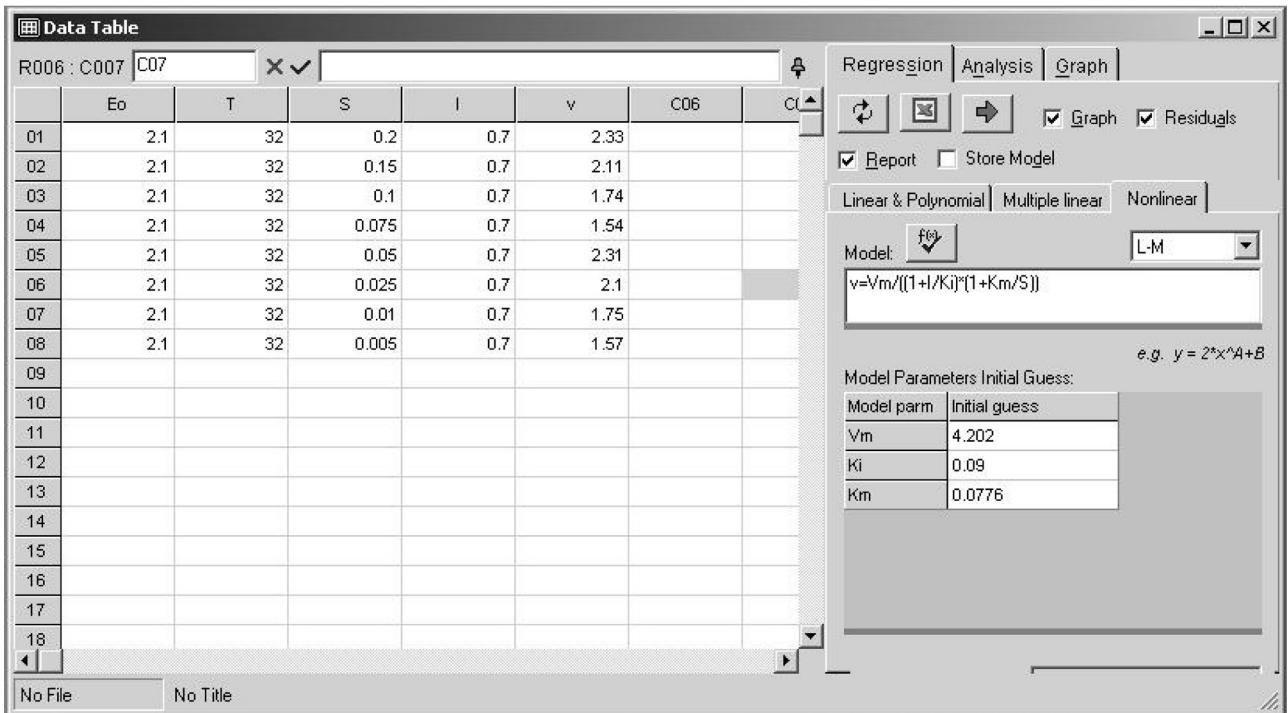 Data Table
R006 : C007 C07
Regression Analysis Graph
Graph Residuals
Report Store Model
Linear & Polynomial Multiple linear Nonlinear
Model: f(x) L-M
v=Vm/((1+I/Ki)*(1+Km/S))
e.g. y = 2*x^A+B
Model Parameters Initial Guess:
Model parm Initial guess
Vm 4.202
Ki 0.09
Km 0.0776
Eo T S I v C06
01 2.1 32 0.2 0.7 2.33
02 2.1 32 0.15 0.7 2.11
03 2.1 32 0.1 0.7 1.74
04 2.1 32 0.075 0.7 1.54
05 2.1 32 0.05 0.7 2.31
06 2.1 32 0.025 0.7 2.1
07 2.1 32 0.01 0.7 1.75
08 2.1 32 0.005 0.7 1.57
09
10
11
12
13
14
15
16
17
18
No File No Title